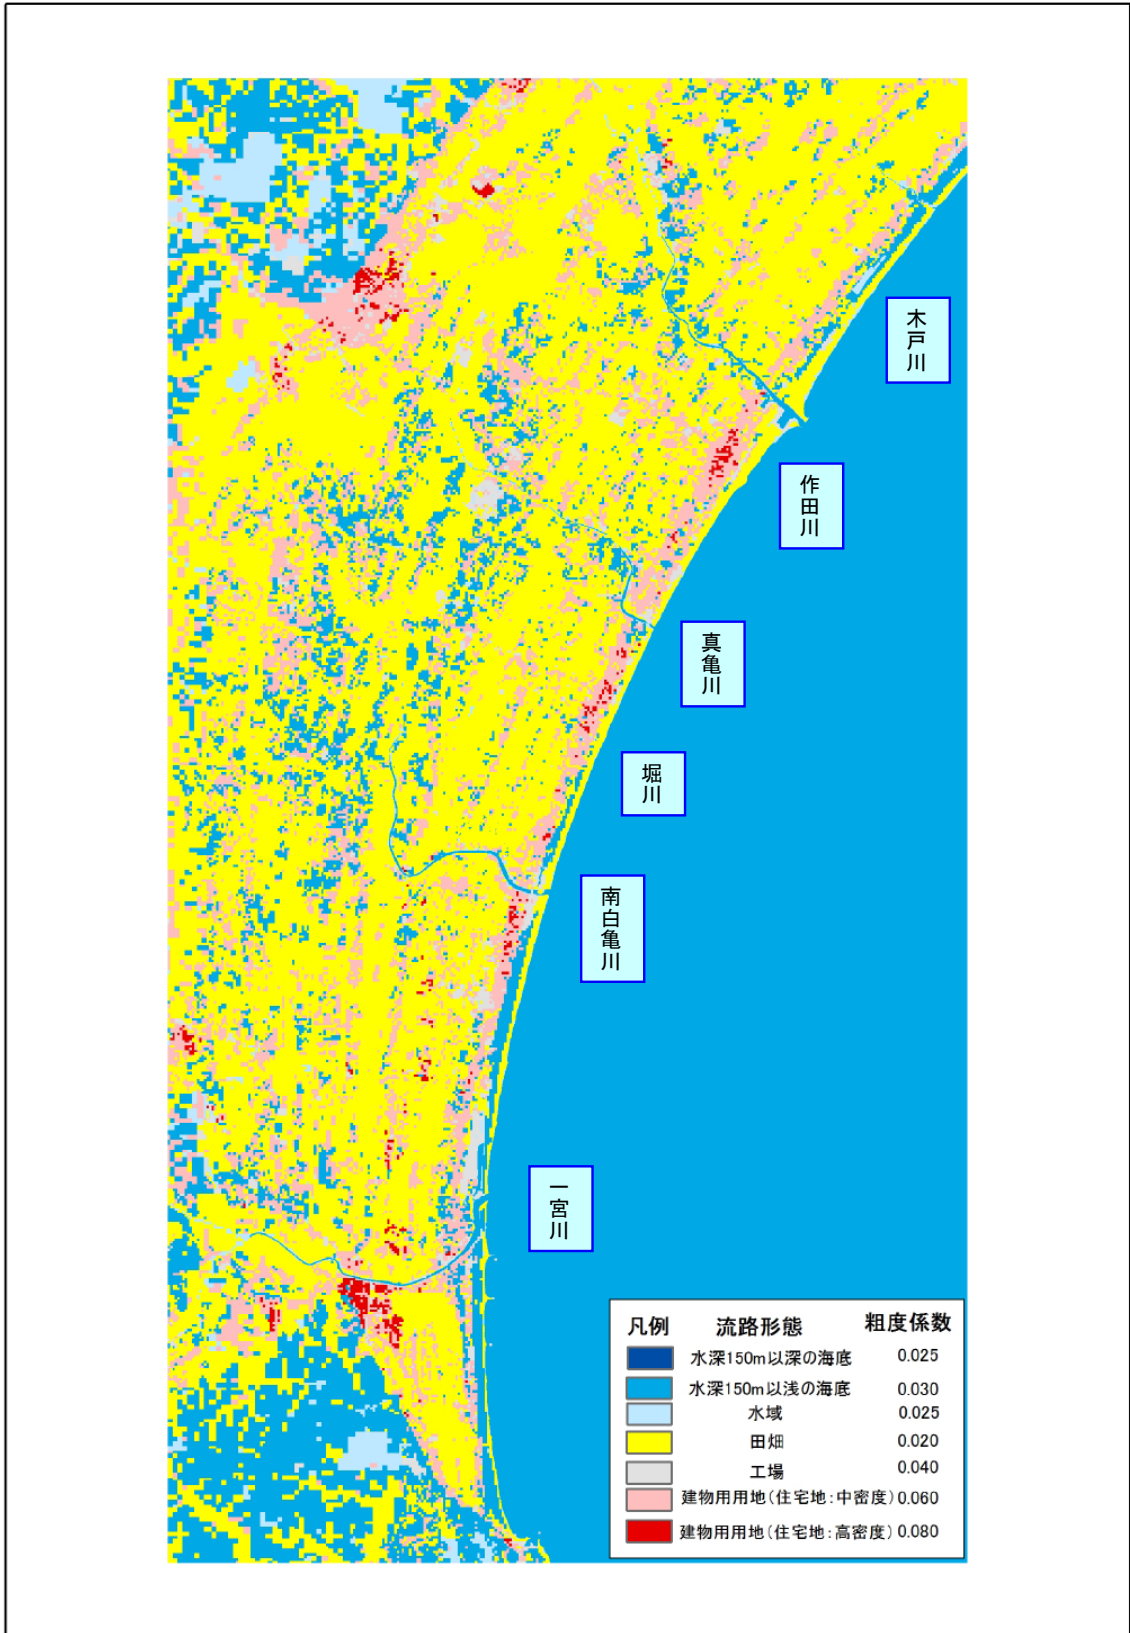 木戸川
作田川
真亀川
堀川
南白亀川
一宮川
凡例 流路形態 粗度係数
水深150m以深の海底 0.025
水深150m以浅の海底 0.030
水域 0.025
田畑 0.020
工場 0.040
建物用用地(住宅地:中密度) 0.060
建物用用地(住宅地:高密度) 0.080